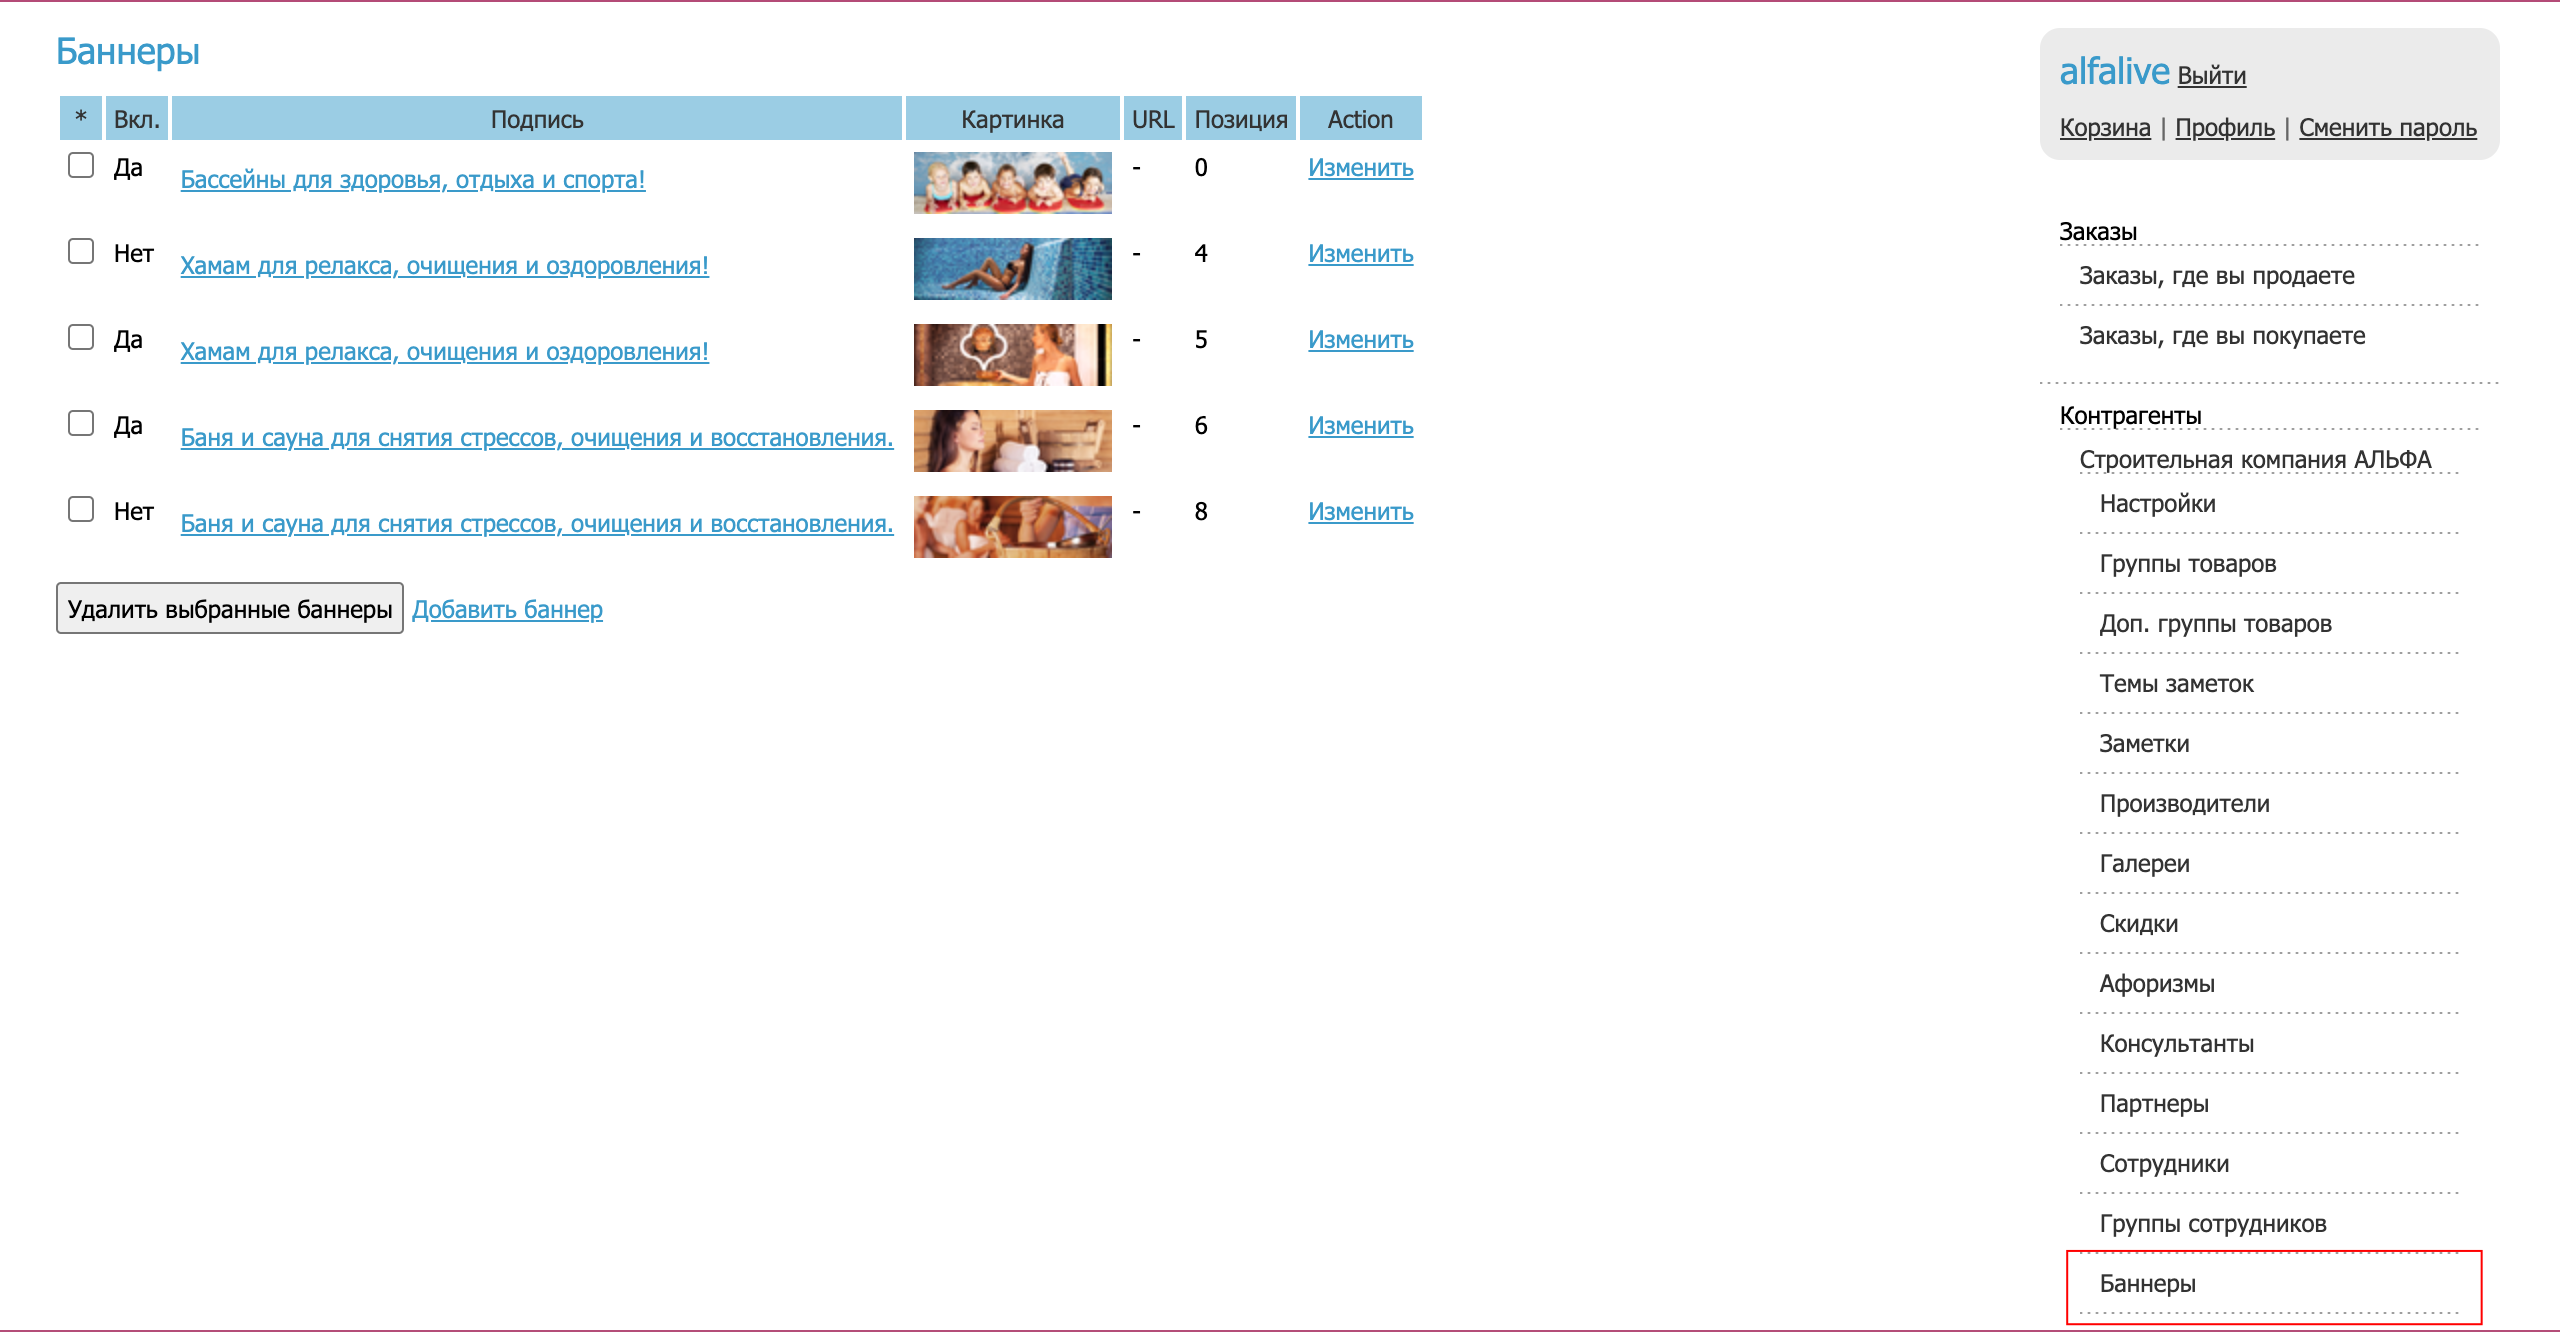 Баннеры
* Вкл. Подпись Картинка URL Позиция Action
Да Бассейны для здоровья, отдыха и спорта! - 0 Изменить
Нет Хамам для релакса, очищения и оздоровления! - 4 Изменить
Да Хамам для релакса, очищения и оздоровления! - 5 Изменить
Да Баня и сауна для снятия стрессов, очищения и восстановления. - 6 Изменить
Нет Баня и сауна для снятия стрессов, очищения и восстановления. - 8 Изменить
Удалить выбранные баннеры Добавить баннер
alfalive Выйти
Корзина | Профиль | Сменить пароль
Заказы
Заказы, где вы продаете
Заказы, где вы покупаете
Контрагенты
Строительная компания АЛЬФА
Настройки
Группы товаров
Доп. группы товаров
Темы заметок
Заметки
Производители
Галереи
Скидки
Афоризмы
Консультанты
Партнеры
Сотрудники
Группы сотрудников
Баннеры